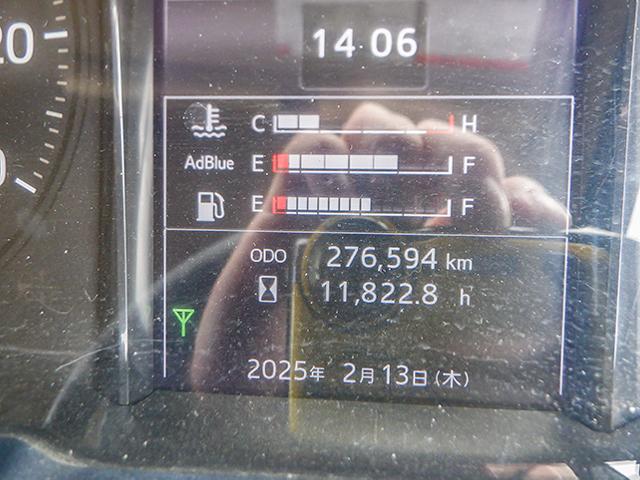 20
14:06
C H
AdBlue E F
E F
ODO 276,594 km
11,822.8 h
2025年 2月 13日 (木)